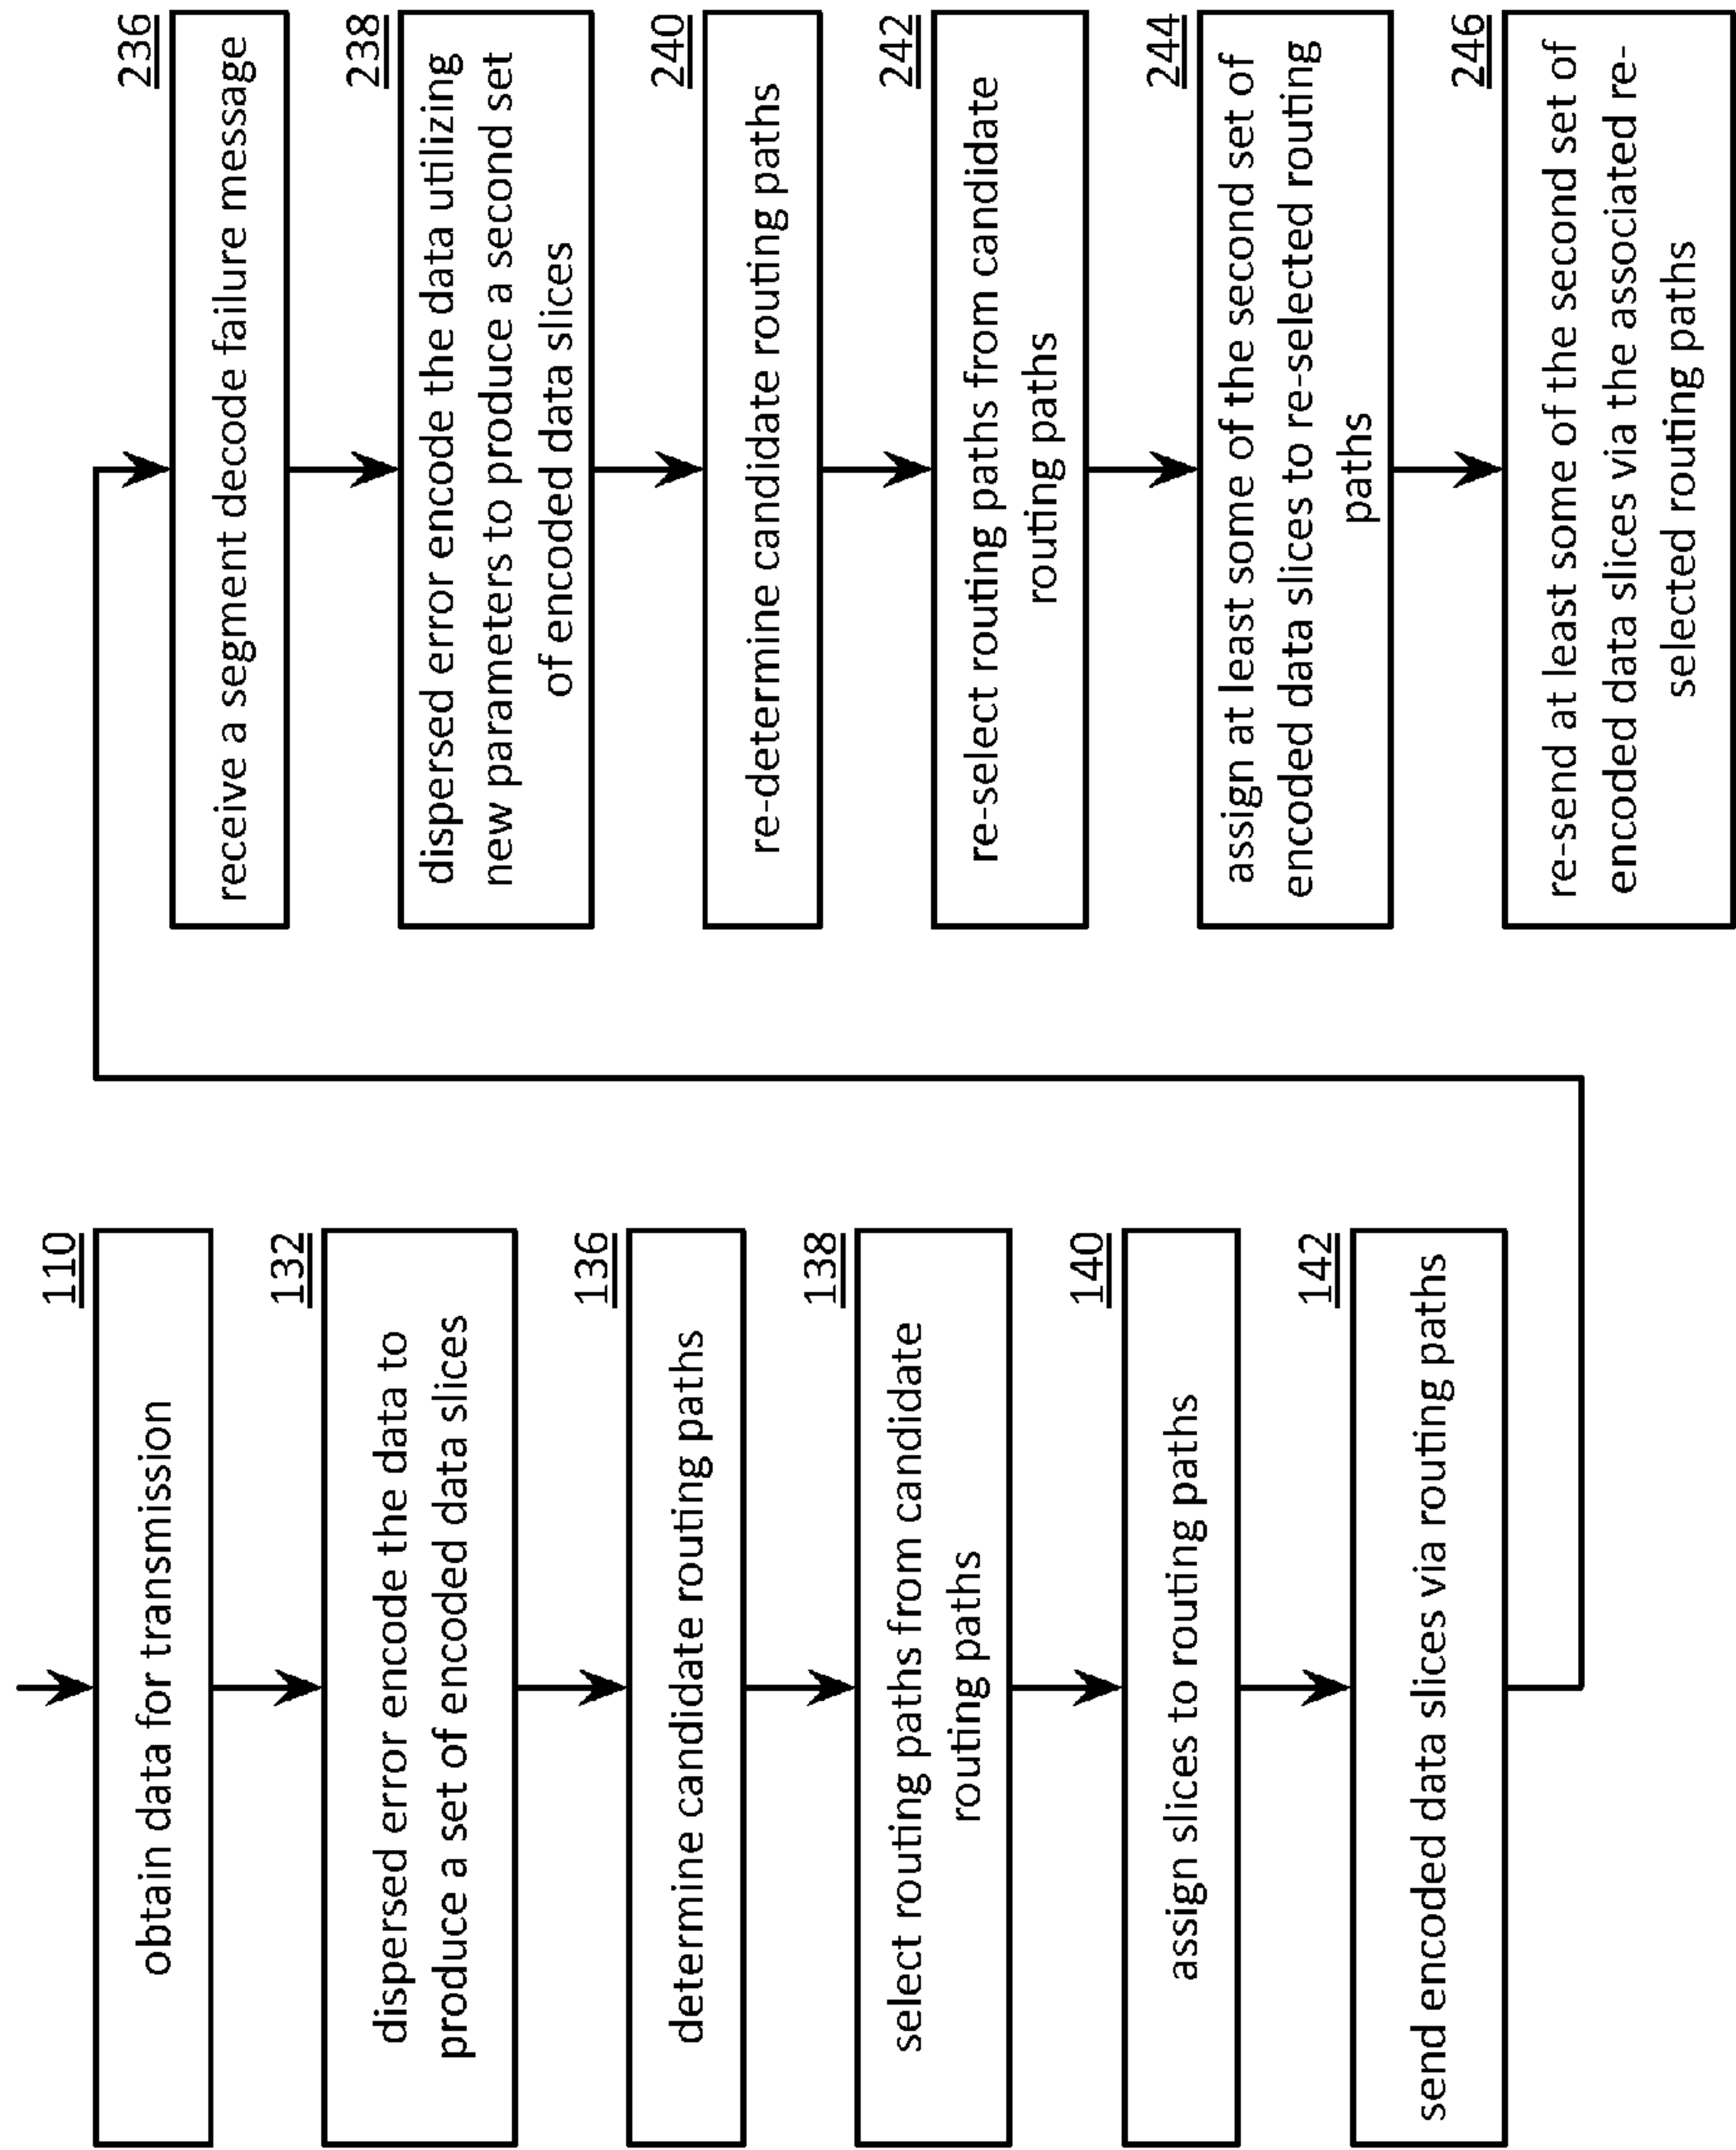 110
obtain data for transmission
132
dispersed error encode the data to
produce a set of encoded data slices
136
determine candidate routing paths
138
select routing paths from candidate
routing paths
140
assign slices to routing paths
142
send encoded data slices via routing paths
236
receive a segment decode failure message
238
dispersed error encode the data utilizing
new parameters to produce a second set
of encoded data slices
240
re-determine candidate routing paths
242
re-select routing paths from candidate
routing paths
244
assign at least some of the second set of
encoded data slices to re-selected routing
paths
246
re-send at least some of the second set of
encoded data slices via the associated re-
selected routing paths